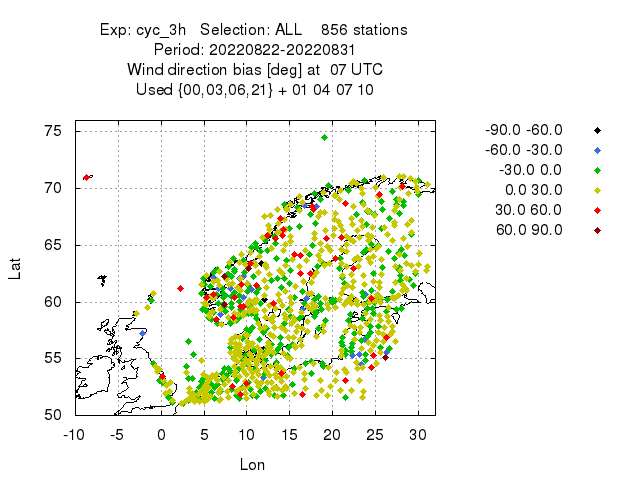 Exp: cyc_3h   Selection: ALL    856 stations
Period: 20220822-20220831
Wind direction bias [deg] at  07 UTC
Used {00,03,06,21} + 01 04 07 10
-90.0 -60.0
-60.0 -30.0
-30.0 0.0
0.0 30.0
30.0 60.0
60.0 90.0
75
70
65
60
55
50
Lat
-10 -5 0 5 10 15 20 25 30
Lon